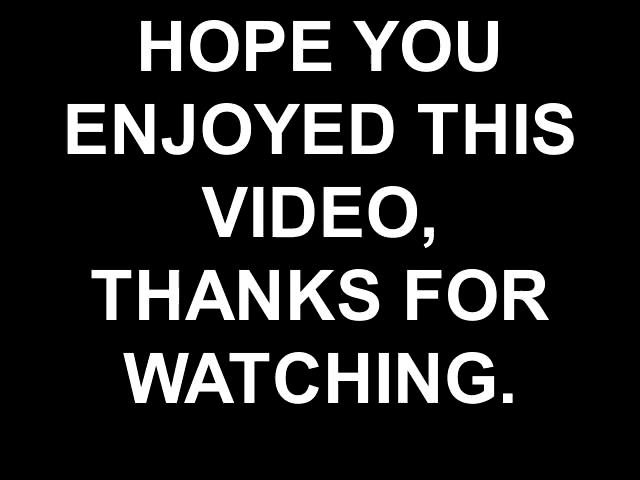 HOPE YOU
ENJOYED THIS
VIDEO,
THANKS FOR
WATCHING.